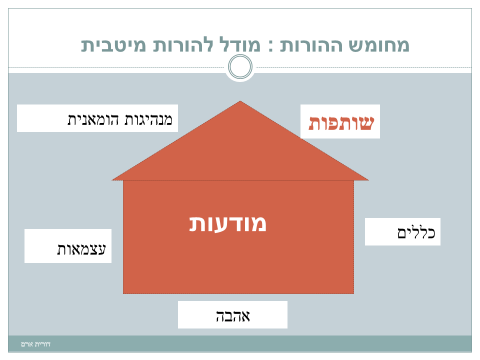 מחומש ההורות : מודל להורות מיטבית
שותפות
מנהיגות הומאנית
מודעות
כללים
עצמאות
אהבה